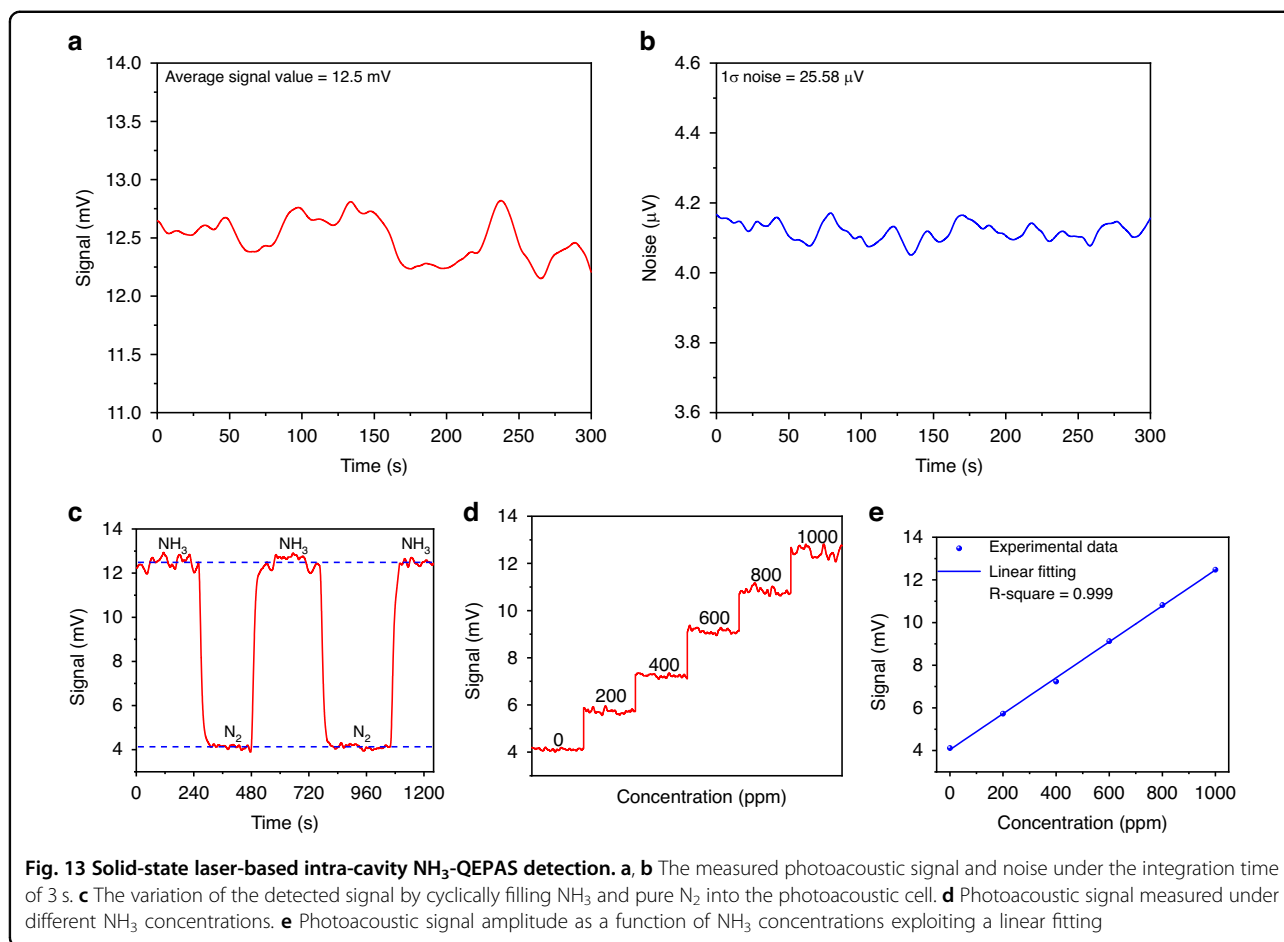 a
Average signal value = 12.5 mV
14.0
13.5
13.0
12.5
12.0
11.5
11.0
Signal (mV)
0 50 100 150 200 250 300
Time (s)
b
1σ noise = 25.58 μV
4.6
4.4
4.2
4.0
3.8
3.6
Noise (μV)
0 50 100 150 200 250 300
Time (s)
c
14
12
10
8
6
4
Signal (mV)
NH₃ NH₃ NH₃
N₂ N₂
0 240 480 720 960 1200
Time (s)
d
14
12
10
8
6
4
Signal (mV)
0
200
400
600
800
1000
Concentration (ppm)
e
Experimental data
Linear fitting
R-square = 0.999
14
12
10
8
6
4
Signal (mV)
0 200 400 600 800 1000
Concentration (ppm)
Fig. 13 Solid-state laser-based intra-cavity NH₃-QEPAS detection. a, b The measured photoacoustic signal and noise under the integration time
of 3 s. c The variation of the detected signal by cyclically filling NH₃ and pure N₂ into the photoacoustic cell. d Photoacoustic signal measured under
different NH₃ concentrations. e Photoacoustic signal amplitude as a function of NH₃ concentrations exploiting a linear fitting